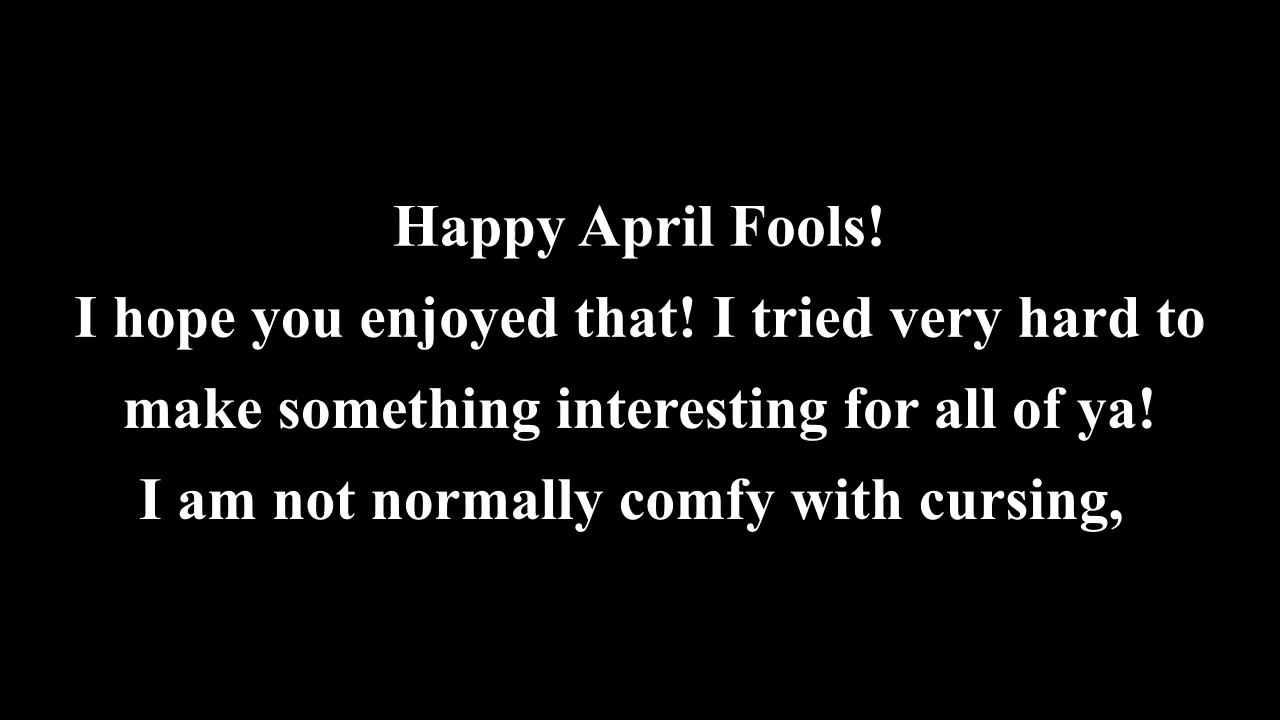 Happy April Fools!
I hope you enjoyed that! I tried very hard to
make something interesting for all of ya!
I am not normally comfy with cursing,